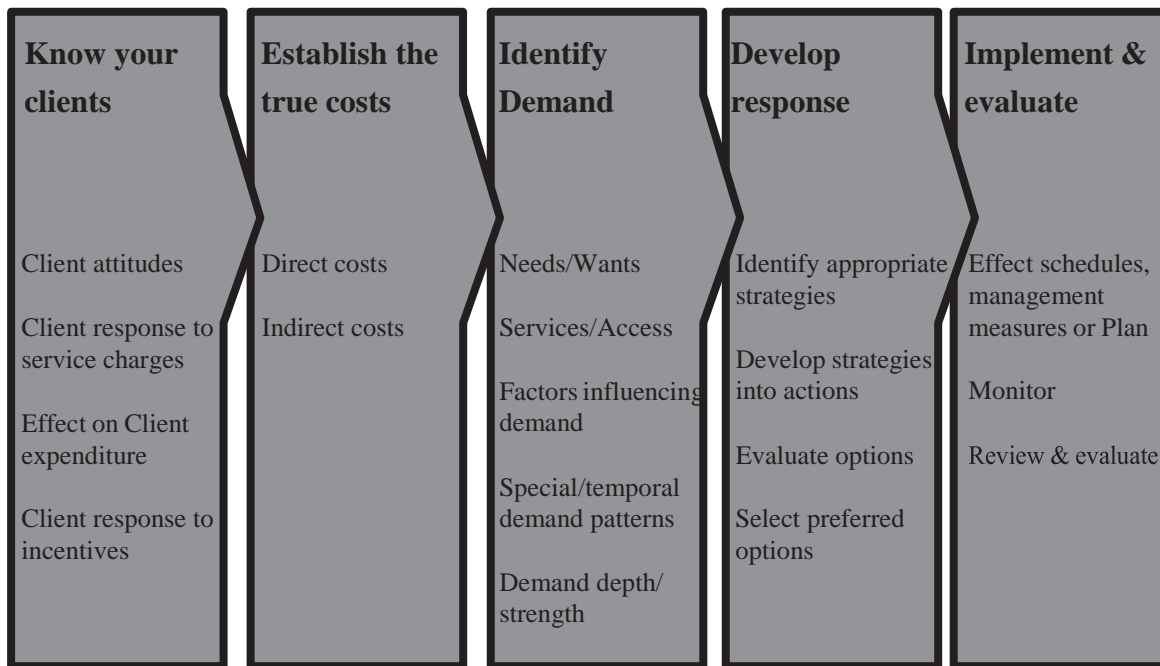 Know your
clients
Client attitudes
Client response to
service charges
Effect on Client
expenditure
Client response to
incentives
Establish the
true costs
Direct costs
Indirect costs
Identify
Demand
Needs/Wants
Services/Access
Factors influencing
demand
Special/temporal
demand patterns
Demand depth/
strength
Develop
response
Identify appropriate
strategies
Develop strategies
into actions
Evaluate options
Select preferred
options
Implement &
evaluate
Effect schedules,
management
measures or Plan
Monitor
Review & evaluate